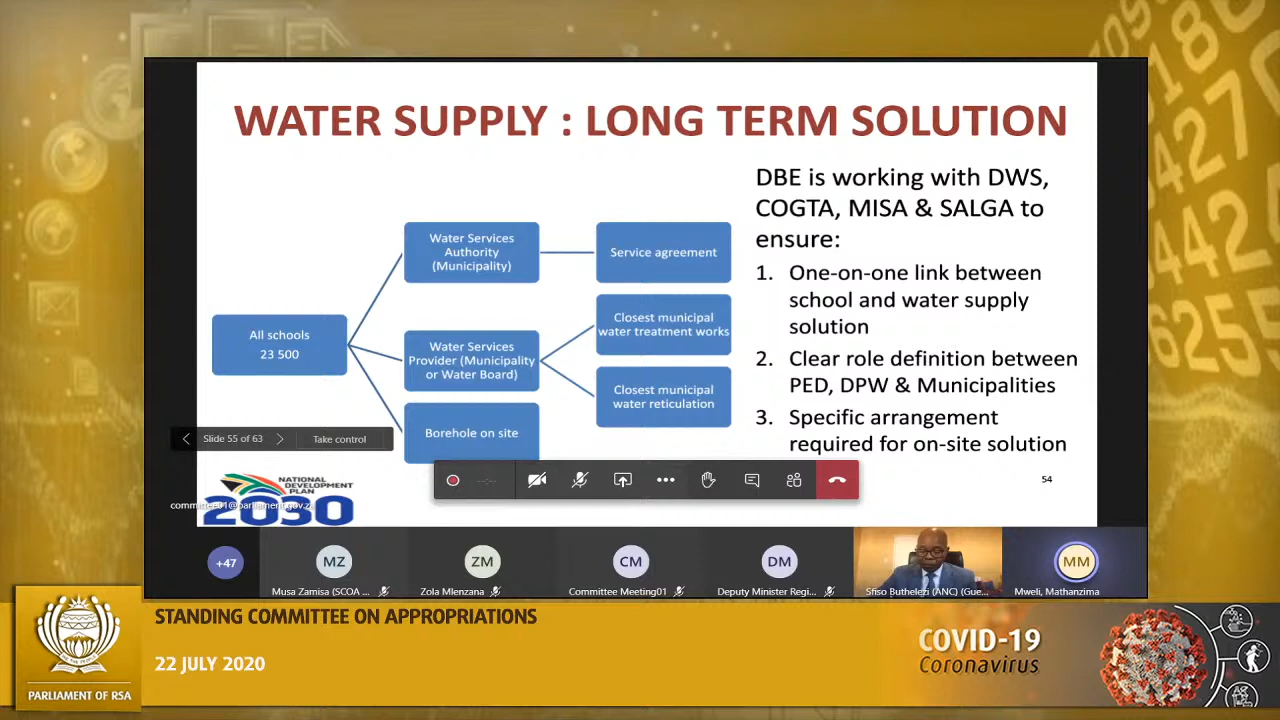 WATER SUPPLY : LONG TERM SOLUTION
All schools
23 500
Water Services
Authority
(Municipality)
Service agreement
Water Services
Provider (Municipality
or Water Board)
Closest municipal
water treatment works
Closest municipal
water reticulation
Borehole on site
DBE is working with DWS,
COGTA, MISA & SALGA to
ensure:
1. One-on-one link between
school and water supply
solution
2. Clear role definition between
PED, DPW & Municipalities
3. Specific arrangement
required for on-site solution
54
Slide 55 of 63
Take control
NATIONAL
DEVELOPMENT
PLAN
2030
committee01@parliament.gov.z
-:--
+47
MZ
Musa Zamisa (SCOA ...
ZM
Zola Mlenzana
CM
Committee Meeting01
DM
Deputy Minister Regi...
Sfiso Buthelezi (ANC) (Gue...
MM
Mweli, Mathanzima
STANDING COMMITTEE ON APPROPRIATIONS
22 JULY 2020
PARLIAMENT OF RSA
COVID-19
Coronavirus